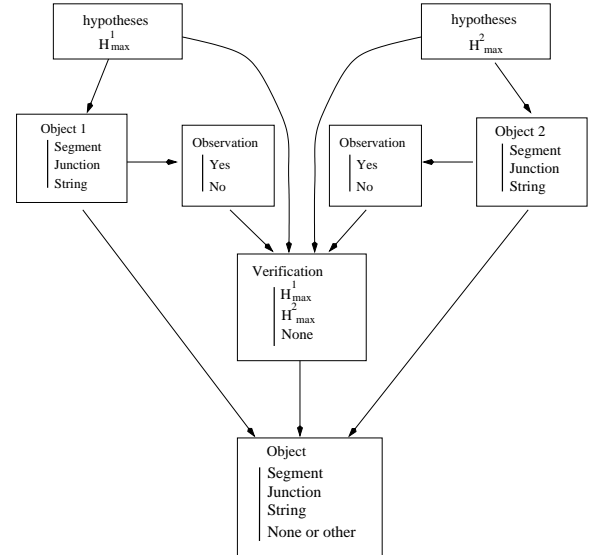 hypotheses
H¹max
hypotheses
H²max
Object 1
Segment
Junction
String
Observation
Yes
No
Observation
Yes
No
Object 2
Segment
Junction
String
Verification
H¹max
H²max
None
Object
Segment
Junction
String
None or other